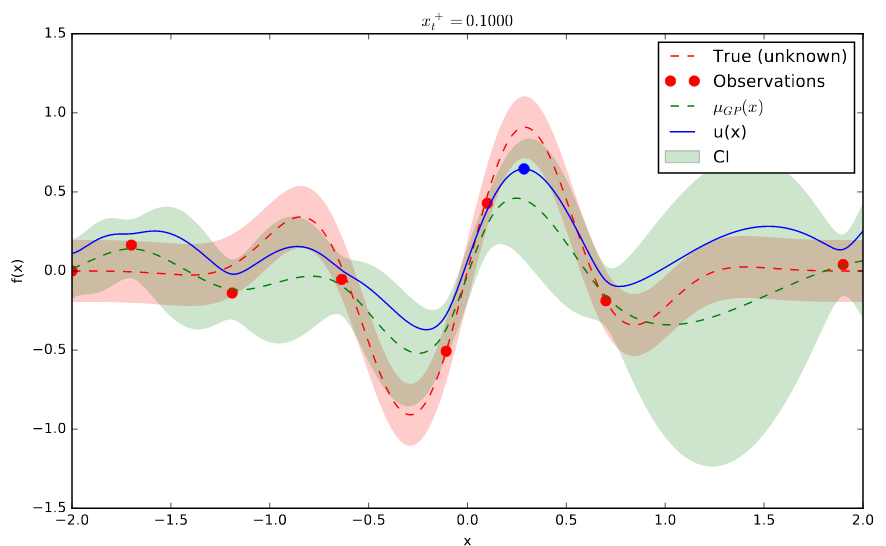 x_t^+ = 0.1000
1.5
1.0
0.5
0.0
−0.5
−1.0
−1.5
f(x)
True (unknown)
Observations
μ_GP(x)
u(x)
CI
−2.0 −1.5 −1.0 −0.5 0.0 0.5 1.0 1.5 2.0
x